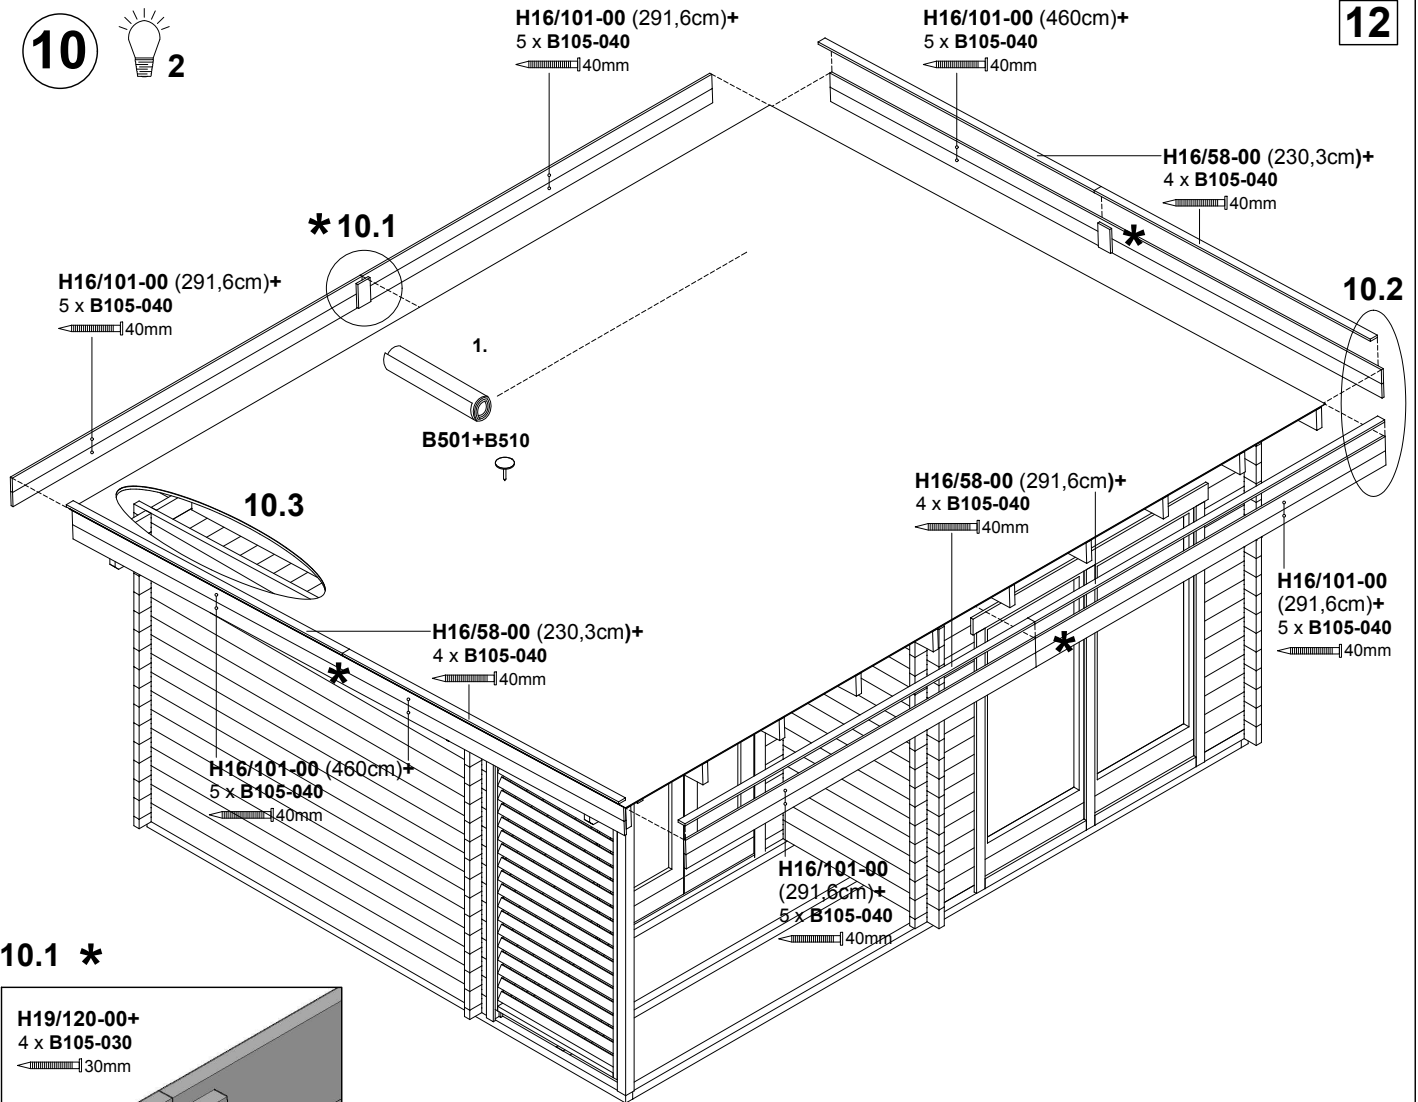 10
2
12
H16/101-00 (291,6cm)+
5 x B105-040
40mm
H16/101-00 (460cm)+
5 x B105-040
40mm
H16/58-00 (230,3cm)+
4 x B105-040
40mm
* 10.1
*
H16/101-00 (291,6cm)+
5 x B105-040
40mm
10.2
1.
B501+B510
10.3
H16/58-00 (291,6cm)+
4 x B105-040
40mm
H16/101-00
(291,6cm)+
5 x B105-040
40mm
H16/58-00 (230,3cm)+
4 x B105-040
40mm
*
*
H16/101-00 (460cm)+
5 x B105-040
40mm
H16/101-00
(291,6cm)+
5 x B105-040
40mm
10.1 *
H19/120-00+
4 x B105-030
30mm